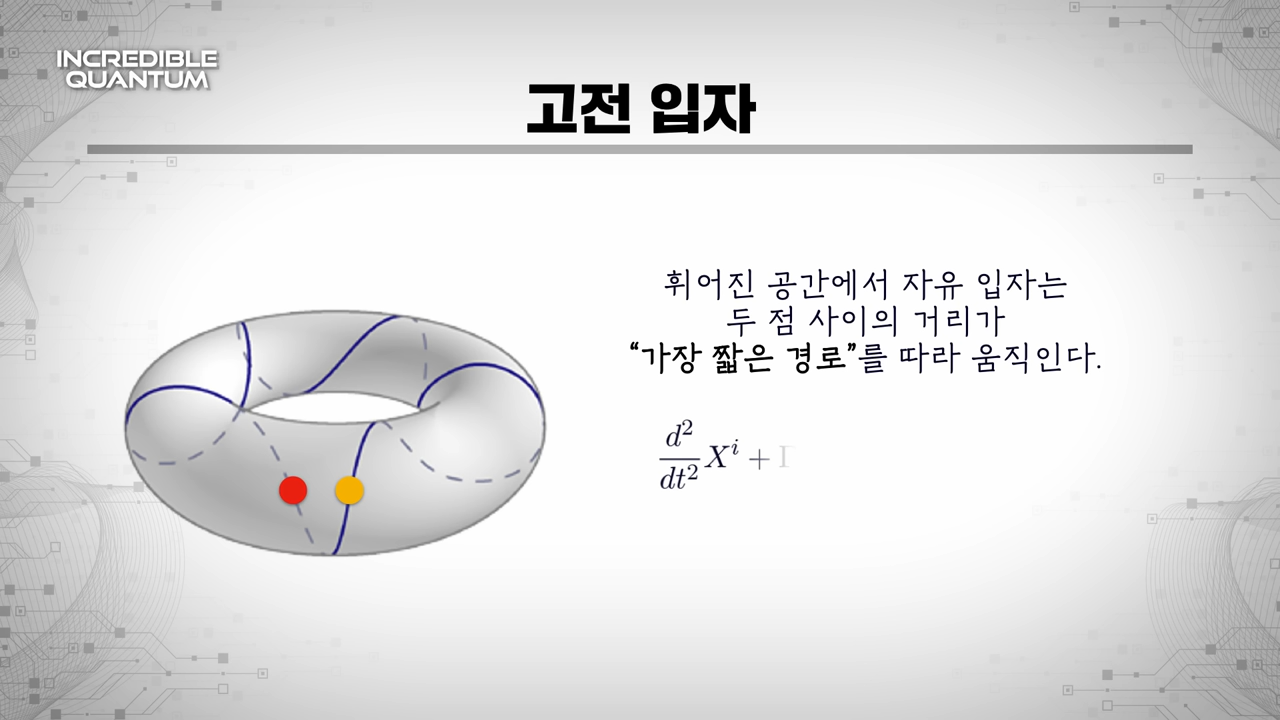 INCREDIBLE
QUANTUM
고전 입자
휘어진 공간에서 자유 입자는
두 점 사이의 거리가
“가장 짧은 경로”를 따라 움직인다.
d²/dt² Xⁱ +